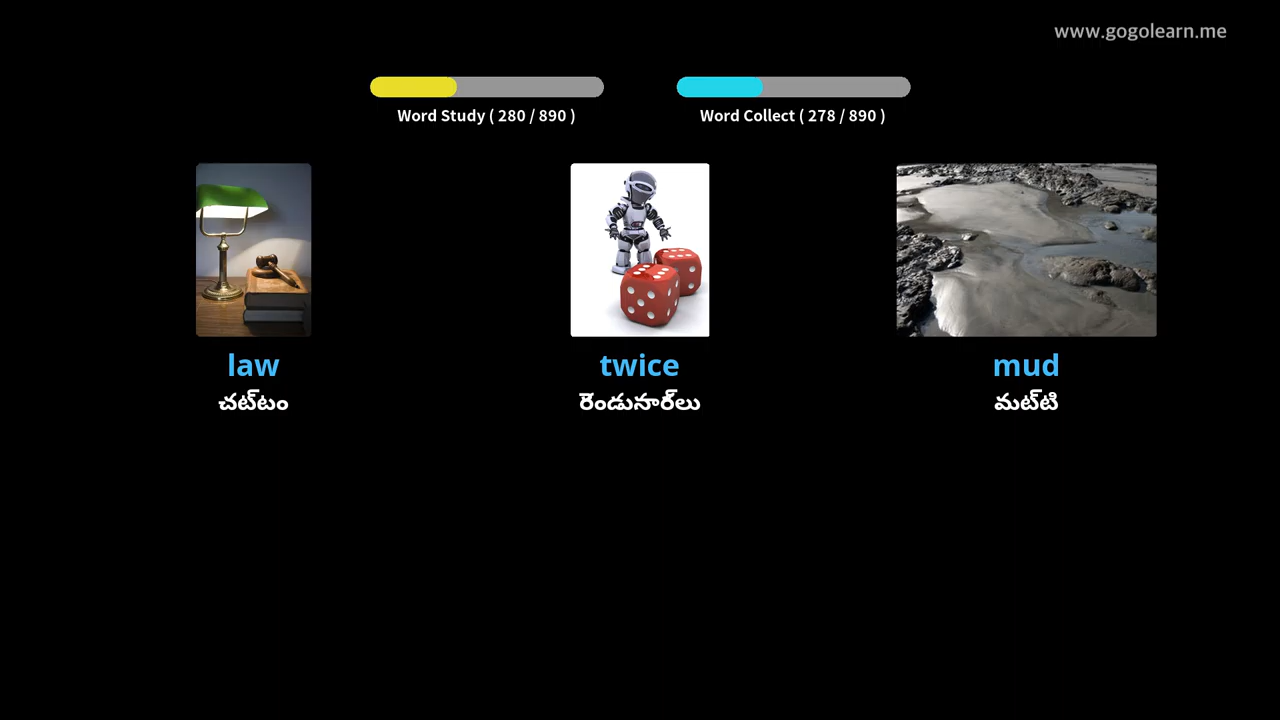 www.gogolearn.me
Word Study ( 280 / 890 ) Word Collect ( 278 / 890 )
law twice mud
చట్‌టం రెండుసార్‌లు మట్‌టి